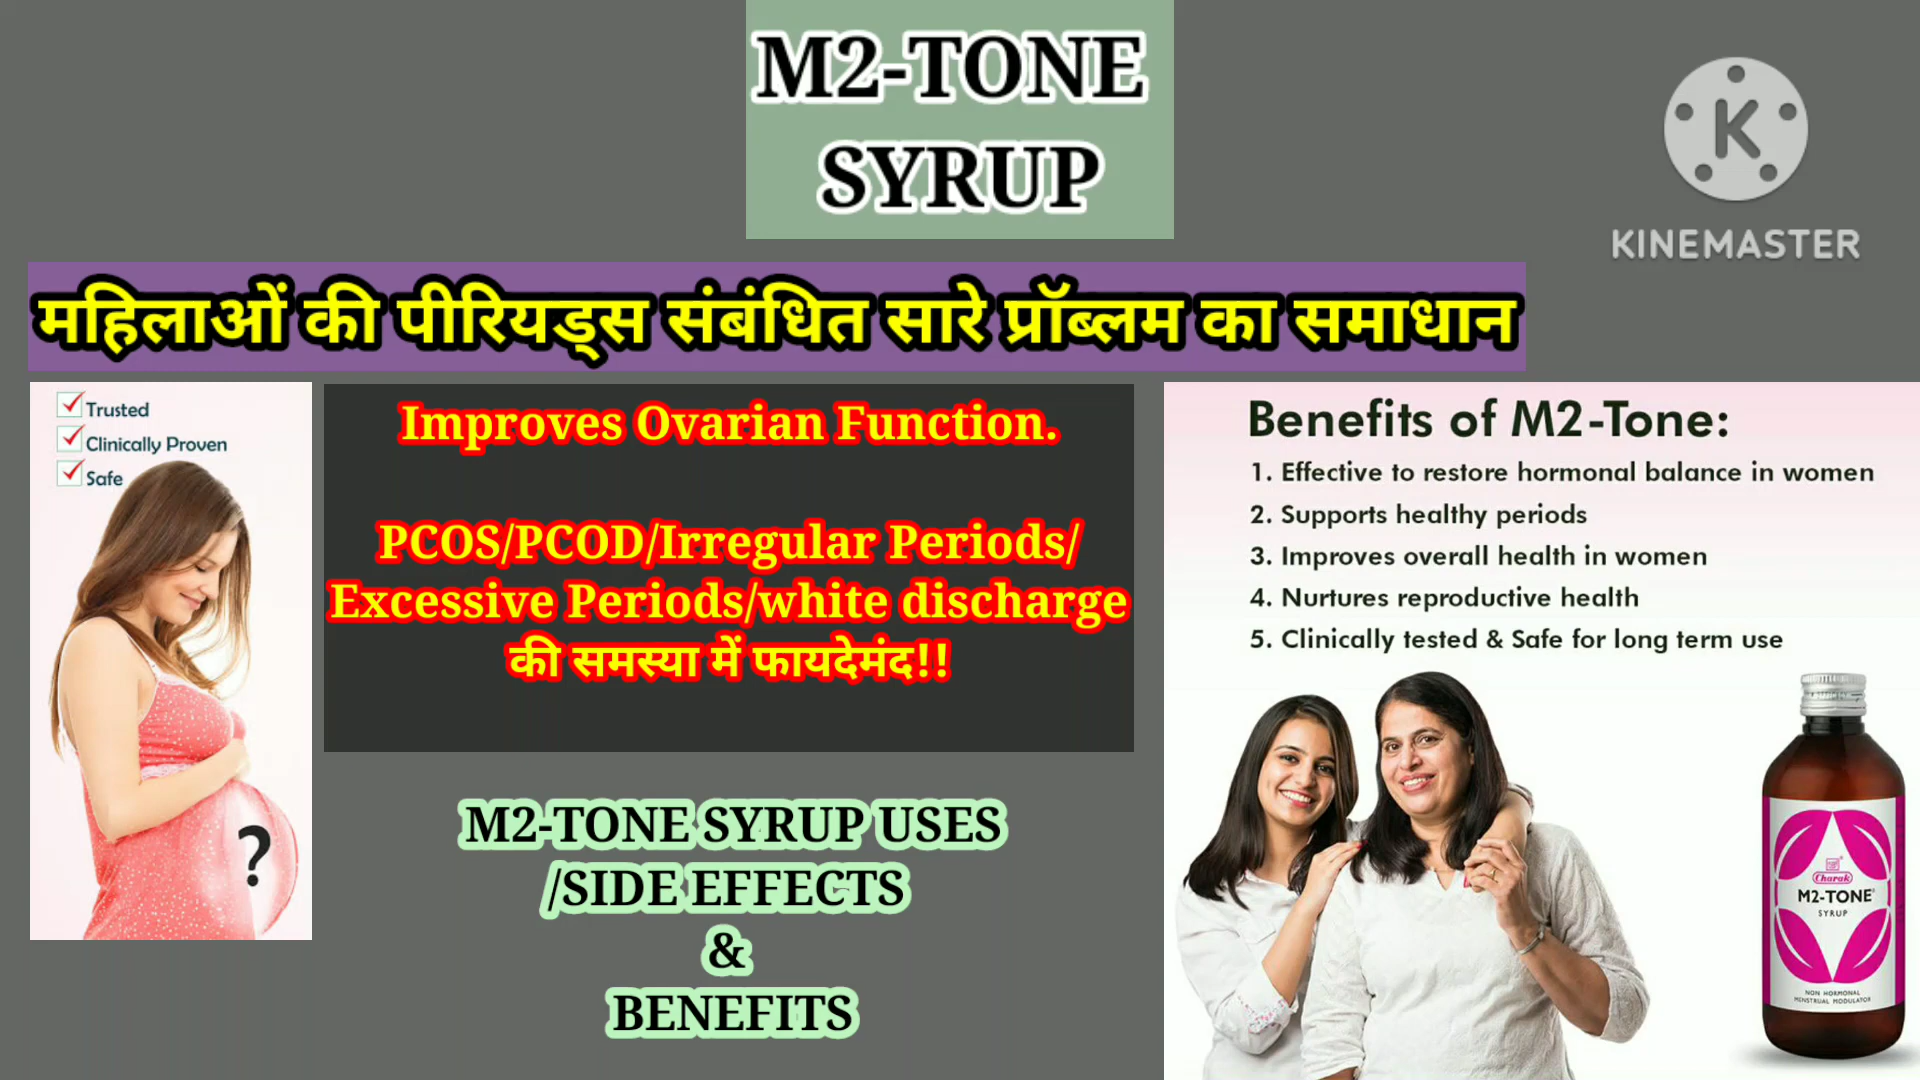 M2-TONE
SYRUP
K
KINEMASTER
महिलाओं की पीरियड्स संबंधित सारे प्रॉब्लम का समाधान
Trusted
Clinically Proven
Safe
?
Improves Ovarian Function.
PCOS/PCOD/Irregular Periods/
Excessive Periods/white discharge
की समस्या में फायदेमंद!!
M2-TONE SYRUP USES
/SIDE EFFECTS
&
BENEFITS
Benefits of M2-Tone:
1. Effective to restore hormonal balance in women
2. Supports healthy periods
3. Improves overall health in women
4. Nurtures reproductive health
5. Clinically tested & Safe for long term use
Charak
M2-TONE
SYRUP
NON HORMONAL
MENSTRUAL MODULATOR